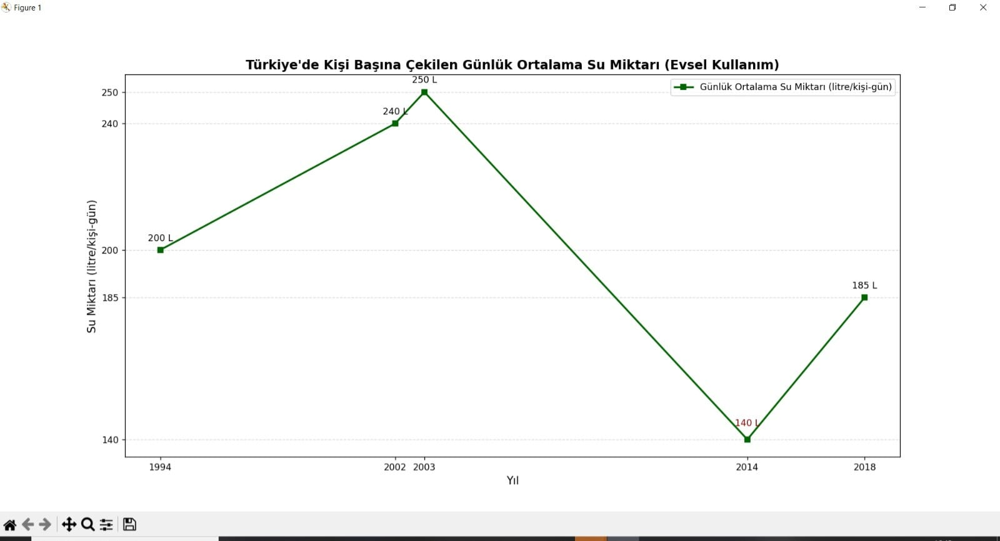 Figure 1
Türkiye'de Kişi Başına Çekilen Günlük Ortalama Su Miktarı (Evsel Kullanım)
Günlük Ortalama Su Miktarı (litre/kişi-gün)
250 L
240 L
200 L
185 L
140 L
250
240
200
185
140
Su Miktarı (litre/kişi-gün)
1994 2002 2003 2014 2018
Yıl